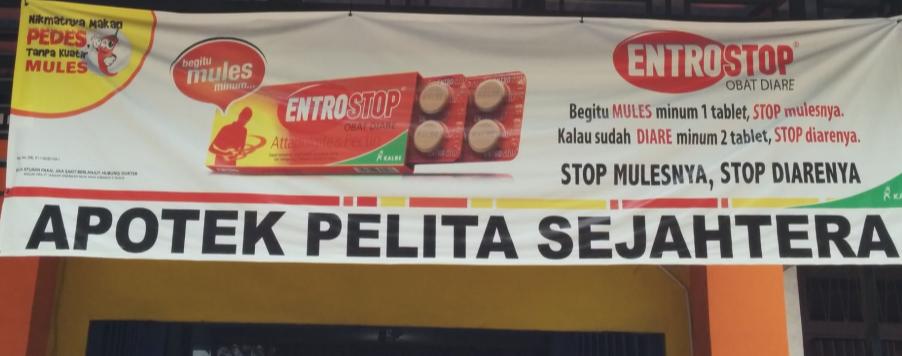 Nikmatnya Makan
PEDES,
Tanpa Kuatir
MULES
begitu
mules
minum...
ENTROSTOP®
OBAT DIARE
KALBE
ENTROSTOP®
OBAT DIARE
Begitu MULES minum 1 tablet, STOP mulesnya.
Kalau sudah DIARE minum 2 tablet, STOP diarenya.
STOP MULESNYA, STOP DIARENYA
APOTEK PELITA SEJAHTERA